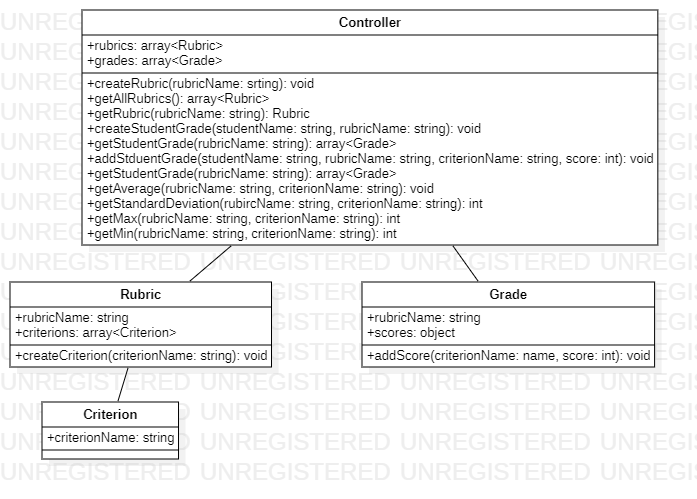 Controller
+rubrics: array<Rubric>
+grades: array<Grade>
+createRubric(rubricName: srting): void
+getAllRubrics(): array<Rubric>
+getRubric(rubricName: string): Rubric
+createStudentGrade(studentName: string, rubricName: string): void
+getStudentGrade(rubricName: string): array<Grade>
+addStduentGrade(studentName: string, rubricName: string, criterionName: string, score: int): void
+getStudentGrade(rubricName: string): array<Grade>
+getAverage(rubricName: string, criterionName: string): void
+getStandardDeviation(rubircName: string, criterionName: string): int
+getMax(rubricName: string, criterionName: string): int
+getMin(rubricName: string, criterionName: string): int
Rubric
+rubricName: string
+criterions: array<Criterion>
+createCriterion(criterionName: string): void
Grade
+rubricName: string
+scores: object
+addScore(criterionName: name, score: int): void
Criterion
+criterionName: string
UNREGISTERED UNREGISTERED UNREGISTERED UNREGISTERED